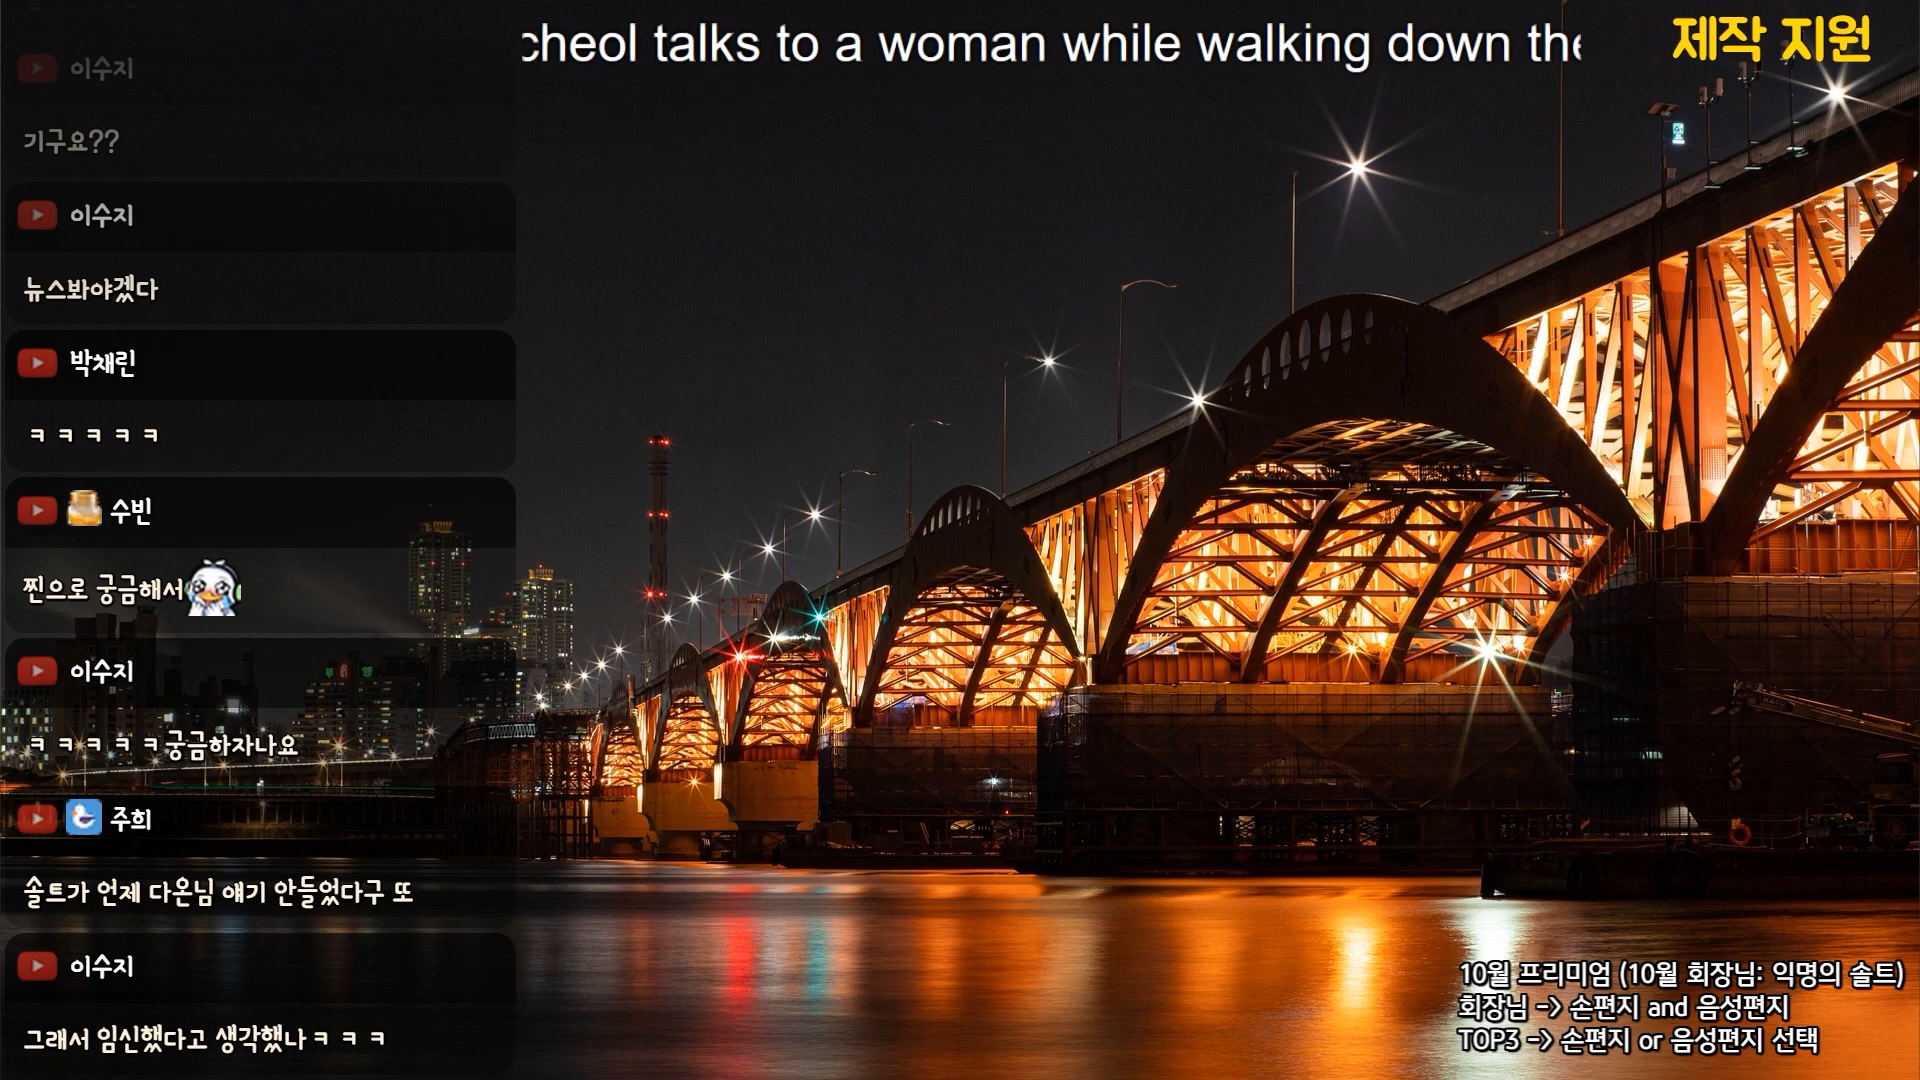 cheol talks to a woman while walking down the
제작 지원
이수지
기구요??
이수지
뉴스봐야겠다
박채린
ㅋㅋㅋㅋㅋ
수빈
찐으로 궁금해서
이수지
ㅋㅋㅋㅋㅋ궁금하자나요
주희
솔트가 언제 다온님 얘기 안들었다구 또
이수지
그래서 임신했다고 생각했나ㅋㅋㅋ
10월 프리미엄 (10월 회장님: 익명의 솔트)
회장님 -> 손편지 and 음성편지
TOP3 -> 손편지 or 음성편지 선택